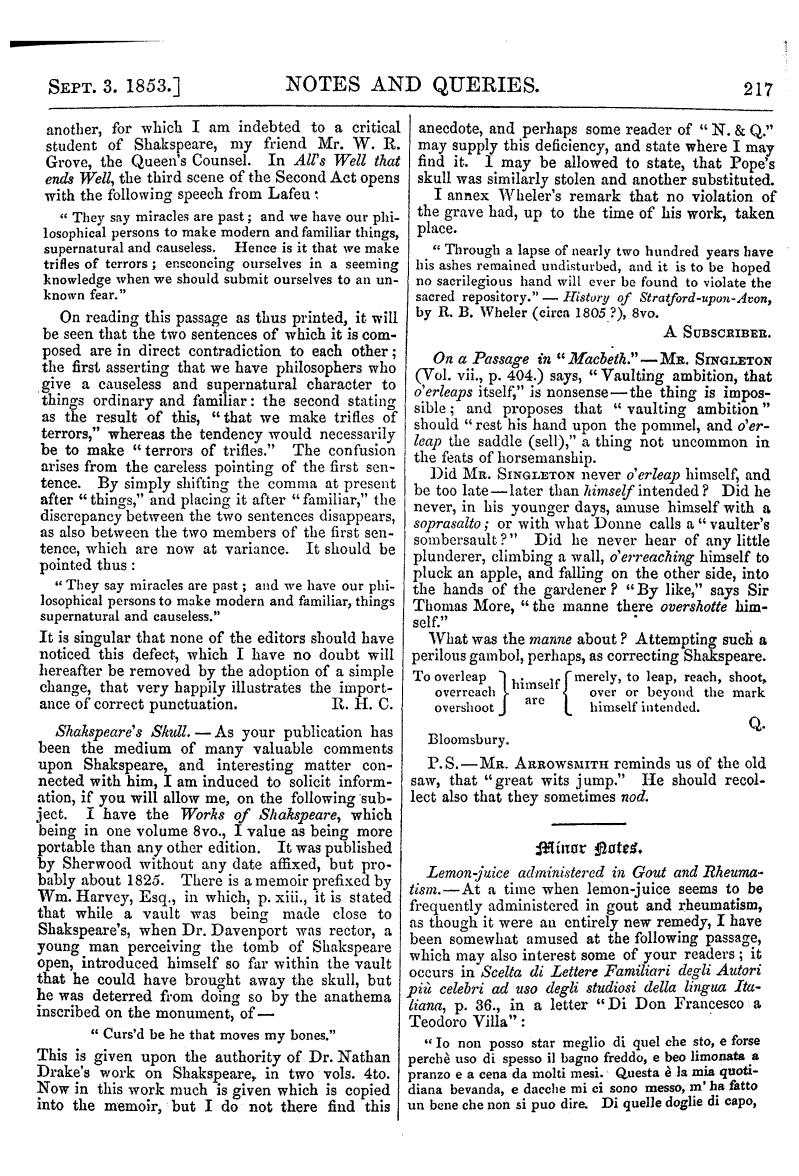 SEPT. 3. 1853.] NOTES AND QUERIES. 217
another, for which I am indebted to a critical
student of Shakspeare, my friend Mr. W. R.
Grove, the Queen's Counsel. In All's Well that
ends Well, the third scene of the Second Act opens
with the following speech from Lafeu:
"They say miracles are past; and we have our phi-
losophical persons to make modern and familiar things,
supernatural and causeless. Hence is it that we make
trifles of terrors; ensconcing ourselves in a seeming
knowledge when we should submit ourselves to an un-
known fear."
On reading this passage as thus printed, it will
be seen that the two sentences of which it is com-
posed are in direct contradiction to each other;
the first asserting that we have philosophers who
give a causeless and supernatural character to
things ordinary and familiar: the second stating
as the result of this, "that we make trifles of
terrors," whereas the tendency would necessarily
be to make "terrors of trifles." The confusion
arises from the careless pointing of the first sen-
tence. By simply shifting the comma at present
after "things," and placing it after "familiar," the
discrepancy between the two sentences disappears,
as also between the two members of the first sen-
tence, which are now at variance. It should be
pointed thus:
"They say miracles are past; and we have our phi-
losophical persons to make modern and familiar, things
supernatural and causeless."
It is singular that none of the editors should have
noticed this defect, which I have no doubt will
hereafter be removed by the adoption of a simple
change, that very happily illustrates the import-
ance of correct punctuation. R. H. C.
Shakspeare's Skull. — As your publication has
been the medium of many valuable comments
upon Shakspeare, and interesting matter con-
nected with him, I am induced to solicit inform-
ation, if you will allow me, on the following sub-
ject. I have the Works of Shakspeare, which
being in one volume 8vo., I value as being more
portable than any other edition. It was published
by Sherwood without any date affixed, but pro-
bably about 1825. There is a memoir prefixed by
Wm. Harvey, Esq., in which, p. xiii., it is stated
that while a vault was being made close to
Shakspeare's, when Dr. Davenport was rector, a
young man perceiving the tomb of Shakspeare
open, introduced himself so far within the vault
that he could have brought away the skull, but
he was deterred from doing so by the anathema
inscribed on the monument, of —
"Curs'd be he that moves my bones."
This is given upon the authority of Dr. Nathan
Drake's work on Shakspeare, in two vols. 4to.
Now in this work much is given which is copied
into the memoir, but I do not there find this
anecdote, and perhaps some reader of "N. & Q."
may supply this deficiency, and state where I may
find it. I may be allowed to state, that Pope's
skull was similarly stolen and another substituted.
I annex Wheler's remark that no violation of
the grave had, up to the time of his work, taken
place.
"Through a lapse of nearly two hundred years have
his ashes remained undisturbed, and it is to be hoped
no sacrilegious hand will ever be found to violate the
sacred repository." — History of Stratford-upon-Avon,
by R. B. Wheler (circa 1805?), 8vo.
A SUBSCRIBER.
On a Passage in "Macbeth." — MR. SINGLETON
(Vol. vii., p. 404.) says, "Vaulting ambition, that
o'erleaps itself," is nonsense — the thing is impos-
sible; and proposes that "vaulting ambition"
should "rest his hand upon the pommel, and o'er-
leap the saddle (sell)," a thing not uncommon in
the feats of horsemanship.
Did MR. SINGLETON never o'erleap himself, and
be too late — later than himself intended? Did he
never, in his younger days, amuse himself with a
soprasalto; or with what Donne calls a "vaulter's
sombersault?" Did he never hear of any little
plunderer, climbing a wall, o'erreaching himself to
pluck an apple, and falling on the other side, into
the hands of the gardener? "By like," says Sir
Thomas More, "the manne there overshotte him-
self."
What was the manne about? Attempting such a
perilous gambol, perhaps, as correcting Shakspeare.
To overleap } himself { merely, to leap, reach, shoot,
overreach } are { over or beyond the mark
overshoot } { himself intended.
Q.
Bloomsbury.
P.S. — MR. ARROWSMITH reminds us of the old
saw, that "great wits jump." He should recol-
lect also that they sometimes nod.
Minor Notes.
Lemon-juice administered in Gout and Rheuma-
tism. — At a time when lemon-juice seems to be
frequently administered in gout and rheumatism,
as though it were an entirely new remedy, I have
been somewhat amused at the following passage,
which may also interest some of your readers; it
occurs in Scelta di Lettere Familiari degli Autori
più celebri ad uso degli studiosi della lingua Ita-
liana, p. 36., in a letter "Di Don Francesco a
Teodoro Villa":
"Io non posso star meglio di quel che sto, e forse
perchè uso di spesso il bagno freddo, e beo limonata a
pranzo e a cena da molti mesi. Questa è la mia quoti-
diana bevanda, e dacche mi ci sono messo, m' ha fatto
un bene che non si puo dire. Di quelle doglie di capo,